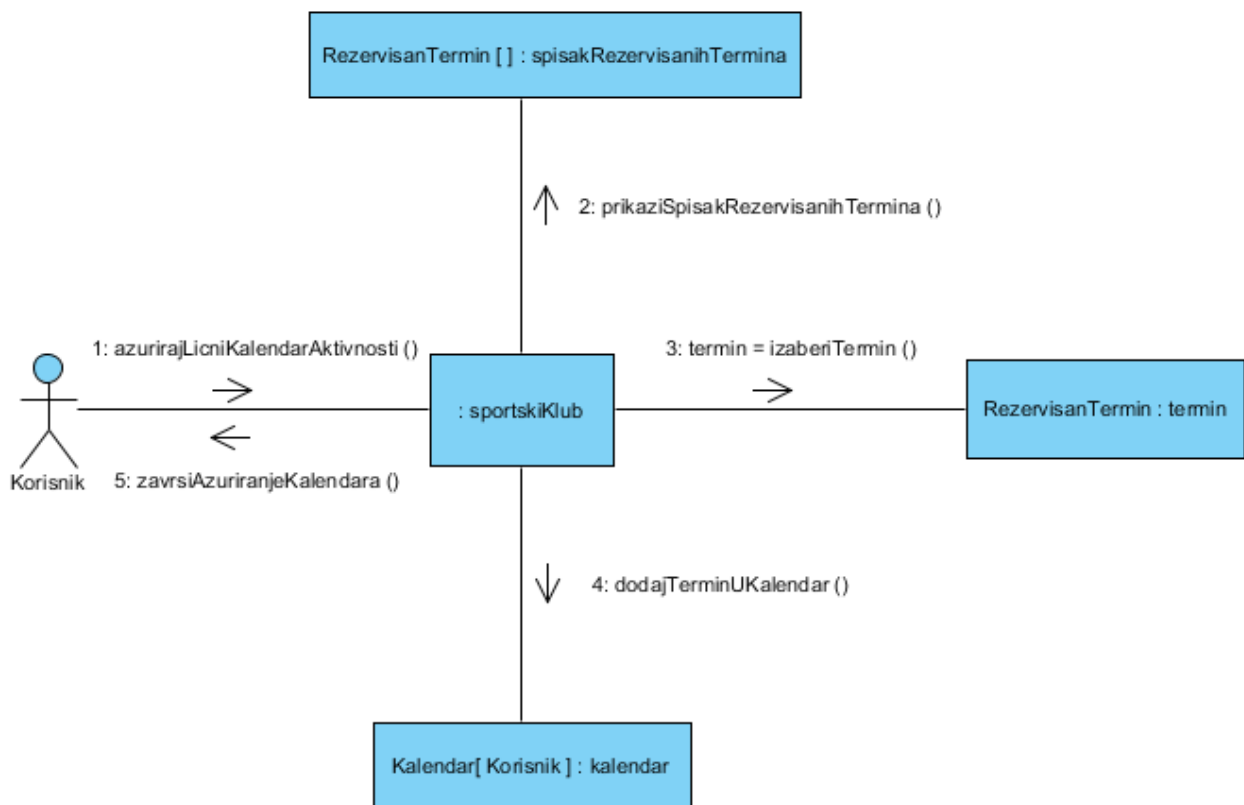 RezervisanTermin [ ] : spisakRezervisanihTermina
2: prikaziSpisakRezervisanihTermina ()
1: azurirajLicniKalendarAktivnosti ()
3: termin = izaberiTermin ()
: sportskiKlub
RezervisanTermin : termin
Korisnik
5: zavrsiAzuriranjeKalendara ()
4: dodajTerminUKalendar ()
Kalendar[ Korisnik ] : kalendar